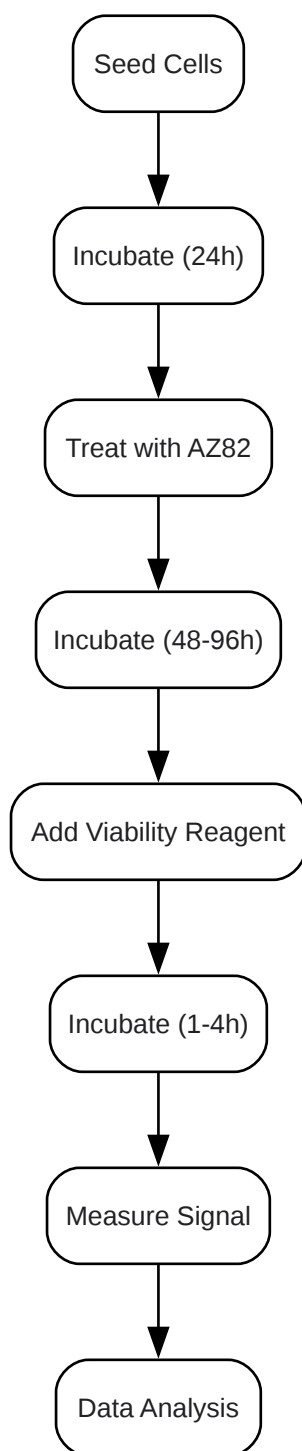 Seed Cells
Incubate (24h)
Treat with AZ82
Incubate (48-96h)
Add Viability Reagent
Incubate (1-4h)
Measure Signal
Data Analysis